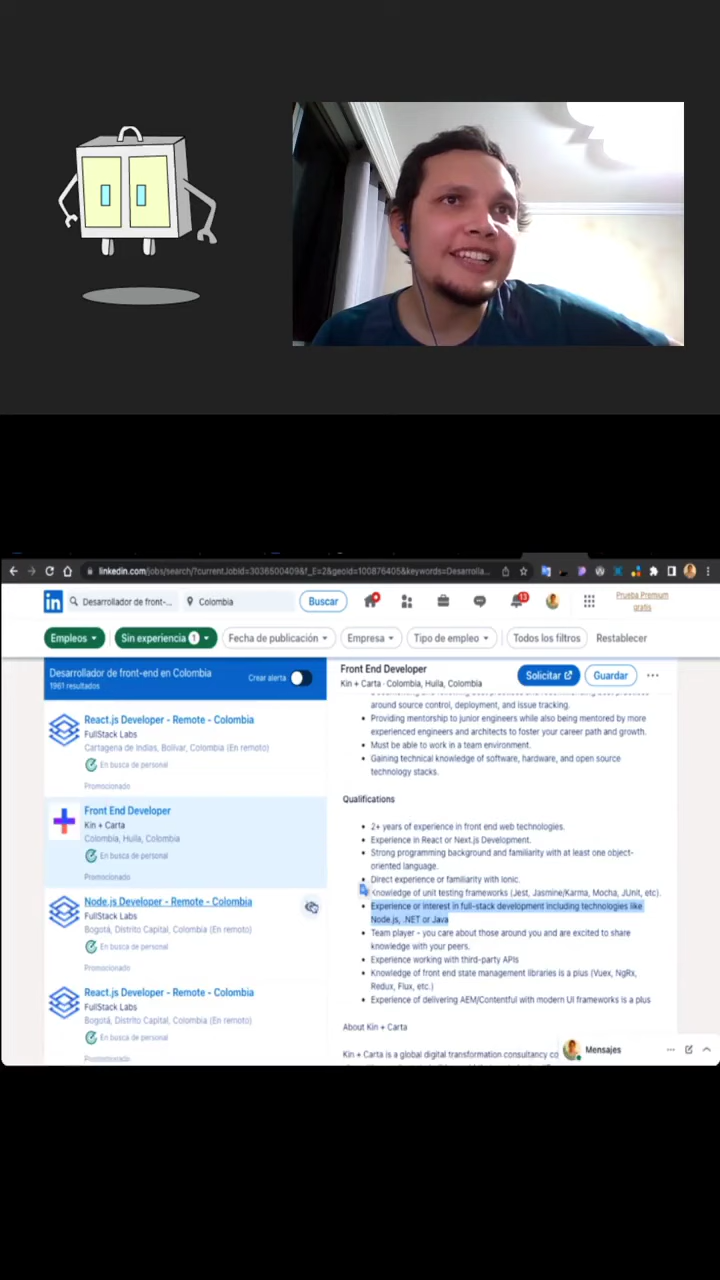 linkedin.com/jobs/search/?currentJobId=3036500409&f_E=2&geoId=100876405&keywords=Desarrolla...
in
Desarrollador de front-...
Colombia
Buscar
13
Prueba Premium
gratis
Empleos
Sin experiencia 1
Fecha de publicación
Empresa
Tipo de empleo
Todos los filtros
Restablecer
Desarrollador de front-end en Colombia
1961 resultados
Crear alerta
React.js Developer - Remote - Colombia
FullStack Labs
Cartagena de Indias, Bolívar, Colombia (En remoto)
En busca de personal
Promocionado
Front End Developer
Kin + Carta
Colombia, Huila, Colombia
En busca de personal
Promocionado
Node.js Developer - Remote - Colombia
FullStack Labs
Bogotá, Distrito Capital, Colombia (En remoto)
En busca de personal
Promocionado
React.js Developer - Remote - Colombia
FullStack Labs
Bogotá, Distrito Capital, Colombia (En remoto)
En busca de personal
Promocionado
Front End Developer
Kin + Carta · Colombia, Huila, Colombia
Solicitar
Guardar
around source control, deployment, and issue tracking.
Providing mentorship to junior engineers while also being mentored by more
experienced engineers and architects to foster your career path and growth.
Must be able to work in a team environment.
Gaining technical knowledge of software, hardware, and open source
technology stacks.
Qualifications
2+ years of experience in front end web technologies.
Experience in React or Next.js Development.
Strong programming background and familiarity with at least one object-
oriented language.
Direct experience or familiarity with Ionic.
Knowledge of unit testing frameworks (Jest, Jasmine/Karma, Mocha, JUnit, etc).
Experience or interest in full-stack development including technologies like
Node.js, .NET or Java
Team player - you care about those around you and are excited to share
knowledge with your peers.
Experience working with third-party APIs
Knowledge of front end state management libraries is a plus (Vuex, NgRx,
Redux, Flux, etc.)
Experience of delivering AEM/Contentful with modern UI frameworks is a plus
About Kin + Carta
Kin + Carta is a global digital transformation consultancy co
Mensajes